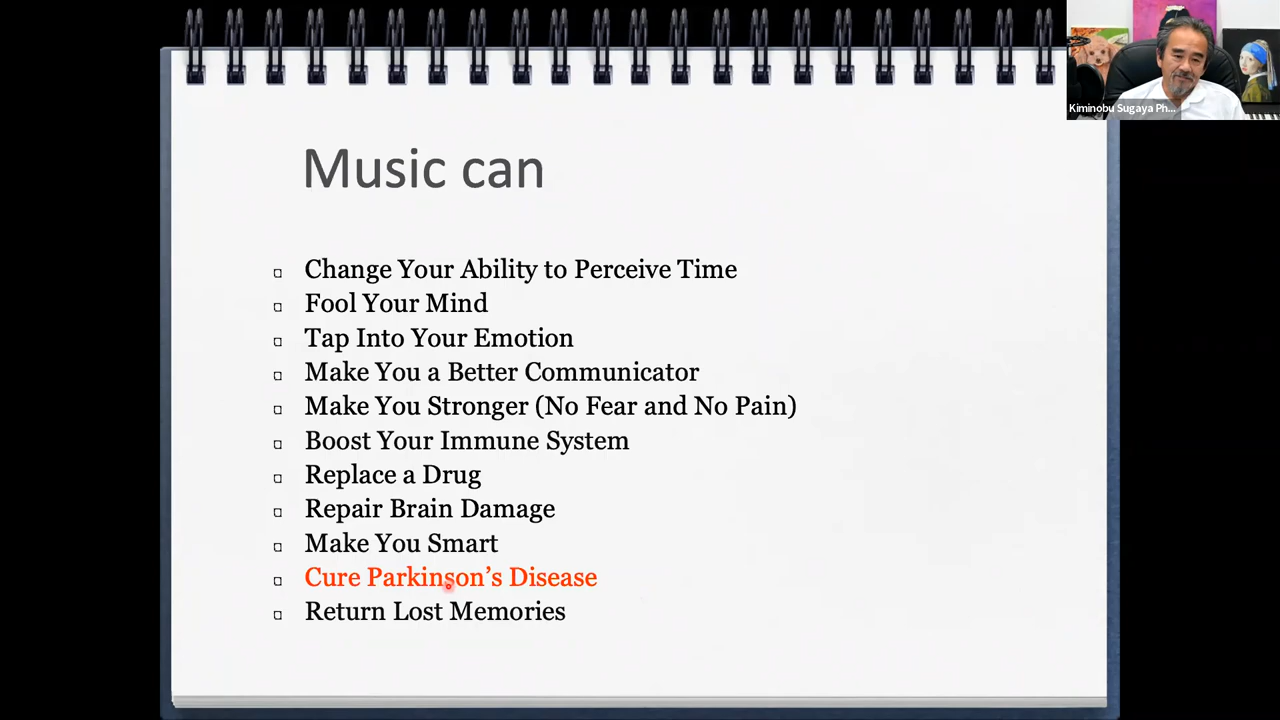 Kiminobu Sugaya Ph...
Music can
Change Your Ability to Perceive Time
Fool Your Mind
Tap Into Your Emotion
Make You a Better Communicator
Make You Stronger (No Fear and No Pain)
Boost Your Immune System
Replace a Drug
Repair Brain Damage
Make You Smart
Cure Parkinson’s Disease
Return Lost Memories